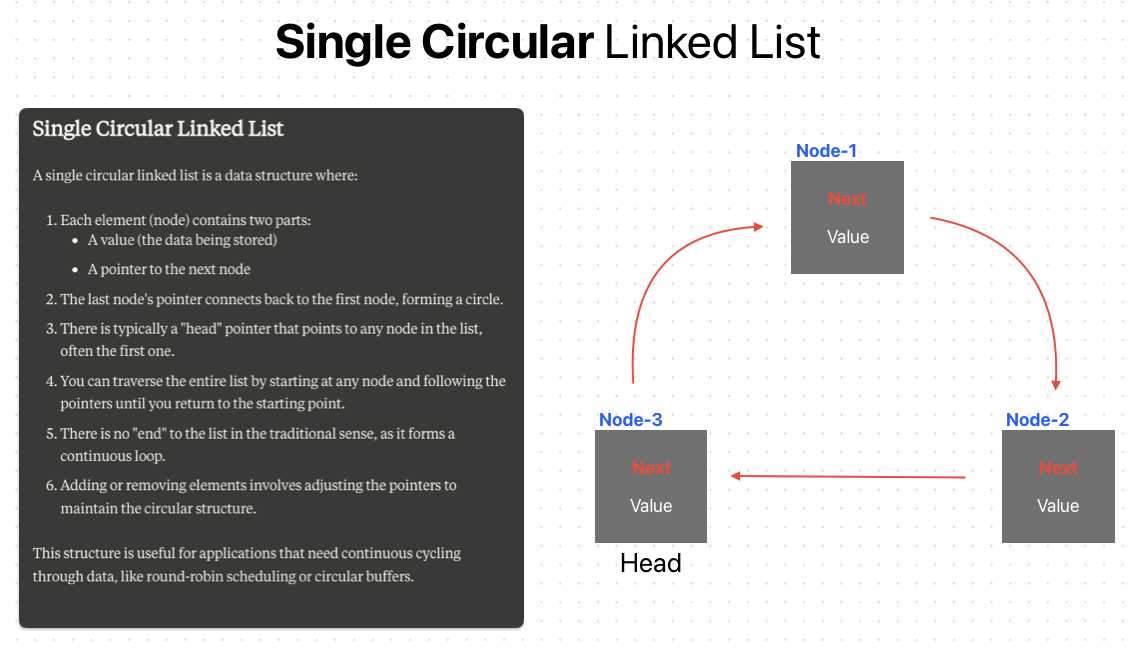 Single Circular Linked List
Single Circular Linked List
A single circular linked list is a data structure where:
1. Each element (node) contains two parts:
• A value (the data being stored)
• A pointer to the next node
2. The last node's pointer connects back to the first node, forming a circle.
3. There is typically a "head" pointer that points to any node in the list,
often the first one.
4. You can traverse the entire list by starting at any node and following the
pointers until you return to the starting point.
5. There is no "end" to the list in the traditional sense, as it forms a
continuous loop.
6. Adding or removing elements involves adjusting the pointers to
maintain the circular structure.
This structure is useful for applications that need continuous cycling
through data, like round-robin scheduling or circular buffers.
Node-1
Next
Value
Node-3
Next
Value
Head
Node-2
Next
Value